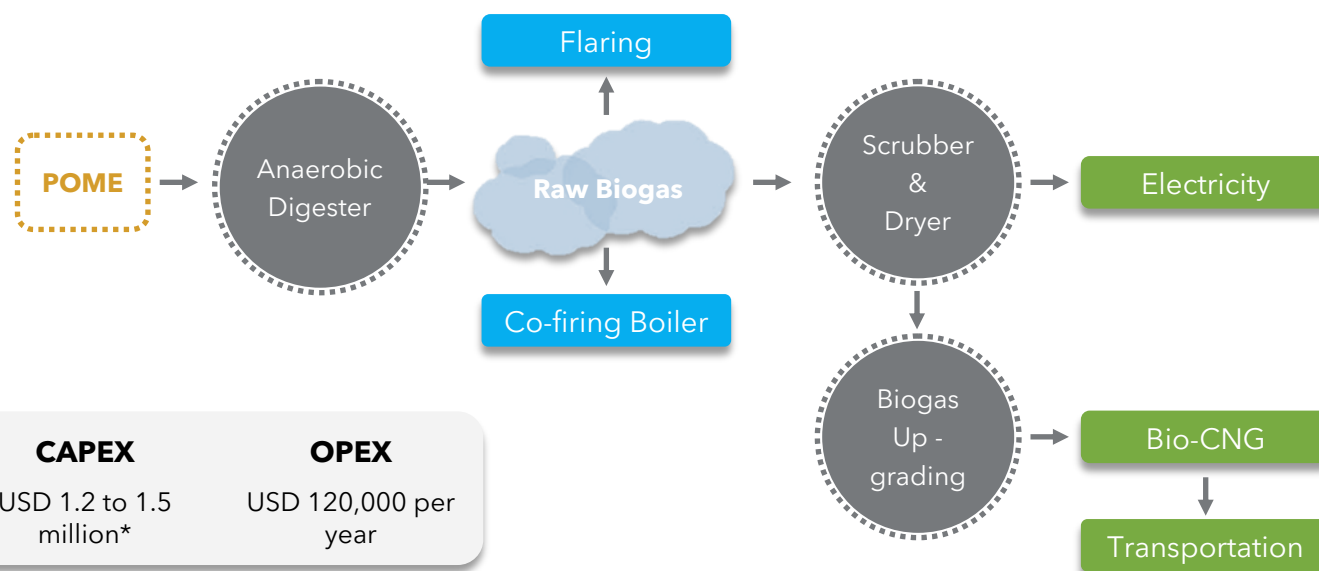 Flaring
POME
Anaerobic
Digester
Raw Biogas
Scrubber
&
Dryer
Electricity
Co-firing Boiler
Biogas
Up -
grading
Bio-CNG
Transportation
CAPEX
USD 1.2 to 1.5
million*
OPEX
USD 120,000 per
year